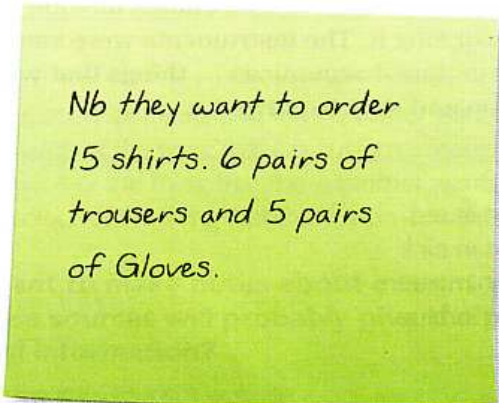 Nb they want to order
15 shirts. 6 pairs of
trousers and 5 pairs
of Gloves.